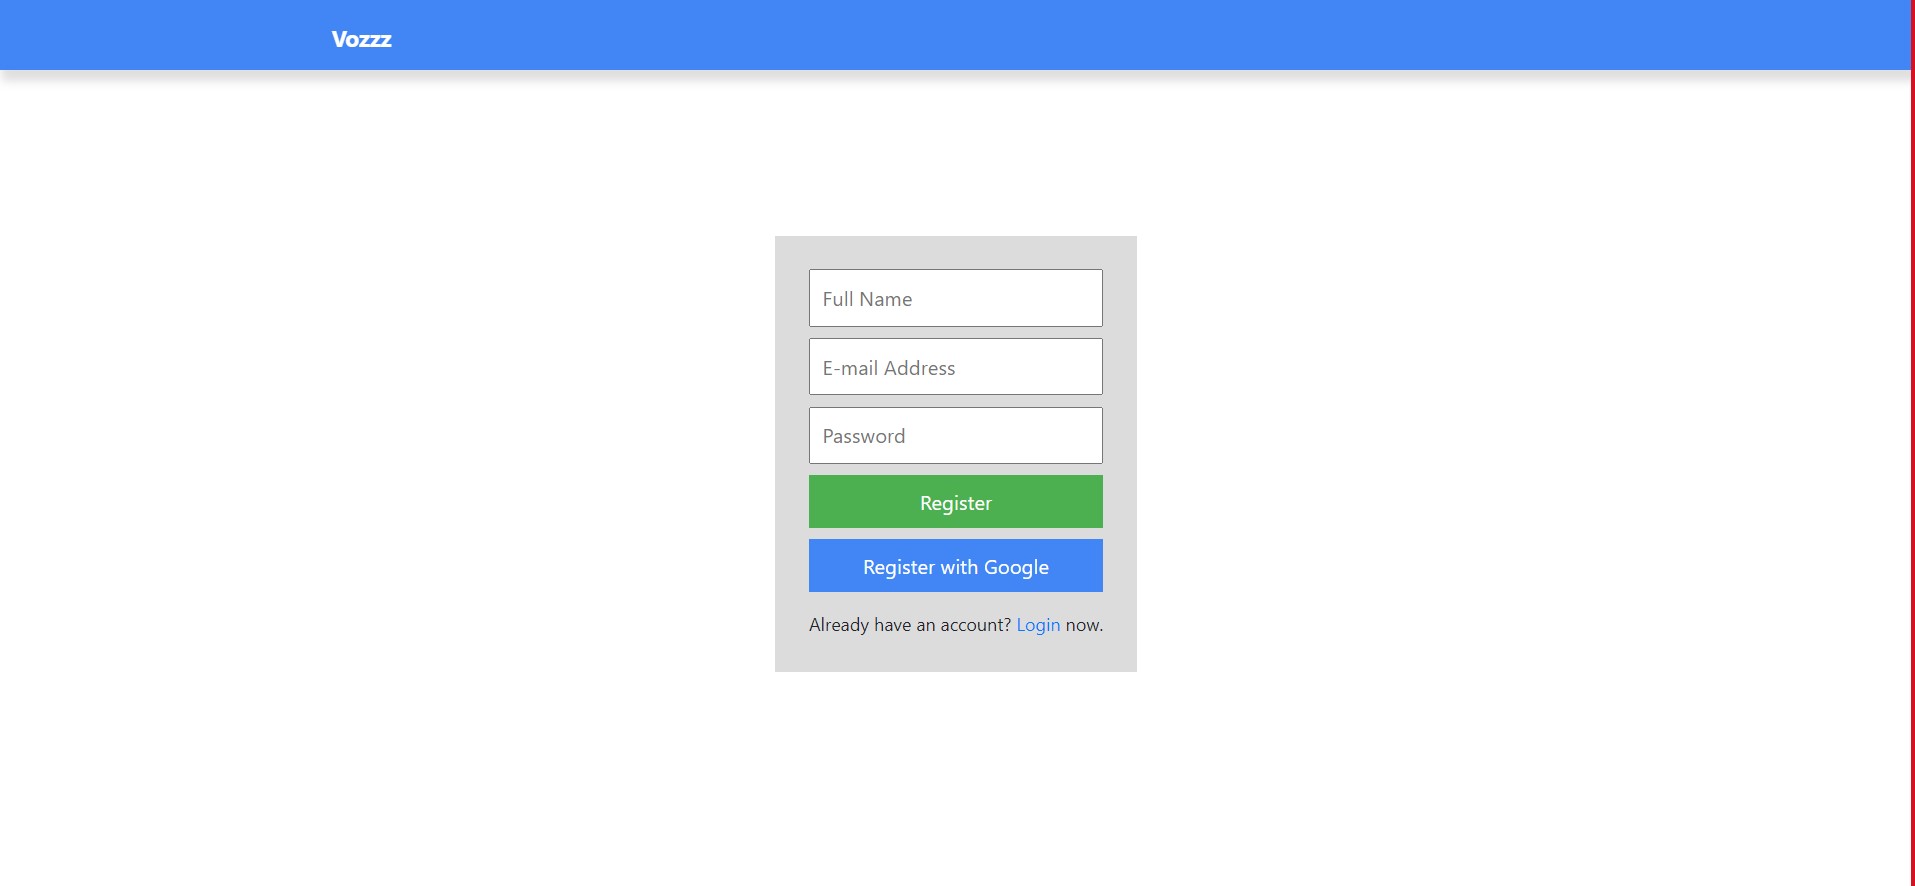 Vozzz
Full Name
E-mail Address
Password
Register
Register with Google
Already have an account? Login now.